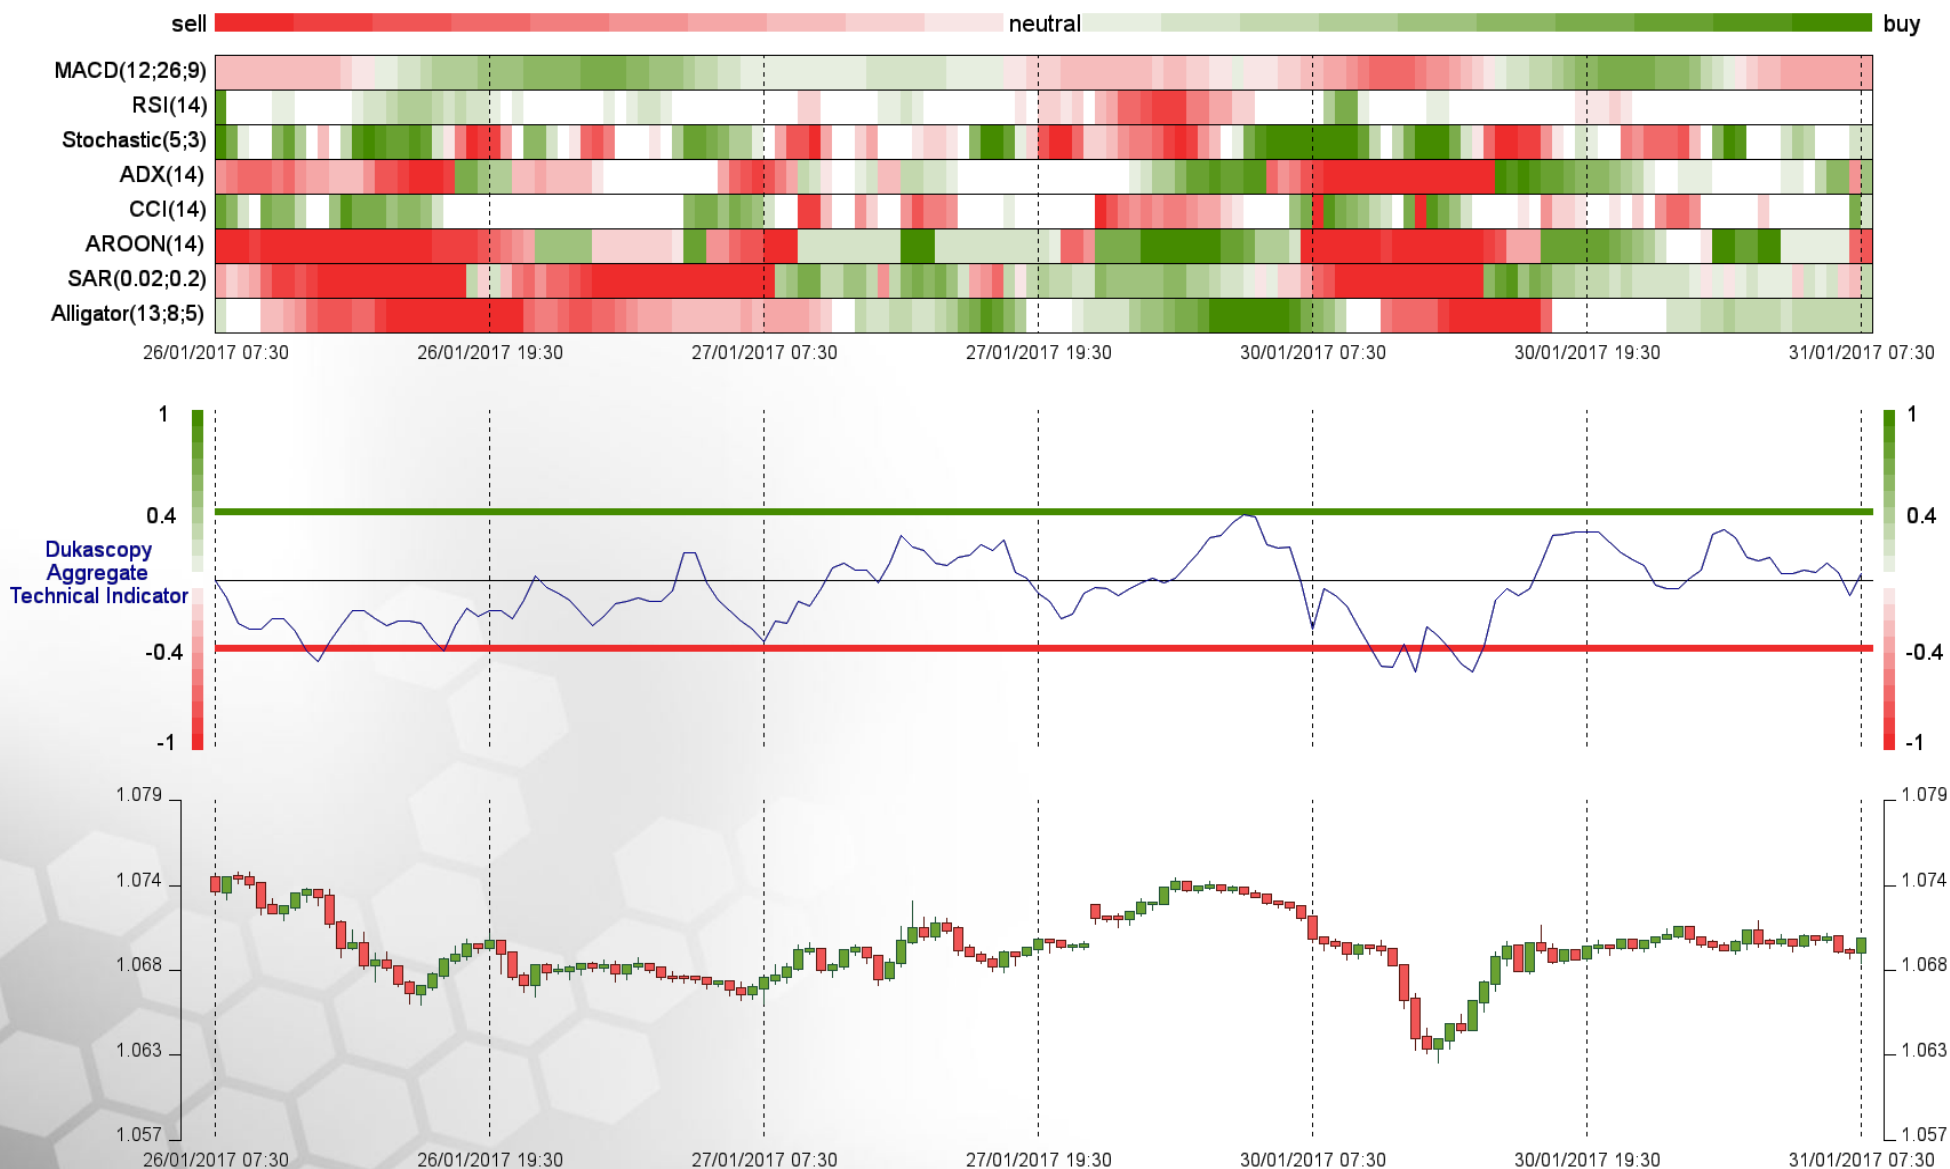 sell neutral buy
MACD(12;26;9)
RSI(14)
Stochastic(5;3)
ADX(14)
CCI(14)
AROON(14)
SAR(0.02;0.2)
Alligator(13;8;5)
26/01/2017 07:30 26/01/2017 19:30 27/01/2017 07:30 27/01/2017 19:30 30/01/2017 07:30 30/01/2017 19:30 31/01/2017 07:30
1 1
0.4 0.4
Dukascopy
Aggregate
Technical Indicator
-0.4 -0.4
-1 -1
1.079 1.079
1.074 1.074
1.068 1.068
1.063 1.063
1.057 1.057
26/01/2017 07:30 26/01/2017 19:30 27/01/2017 07:30 27/01/2017 19:30 30/01/2017 07:30 30/01/2017 19:30 31/01/2017 07:30